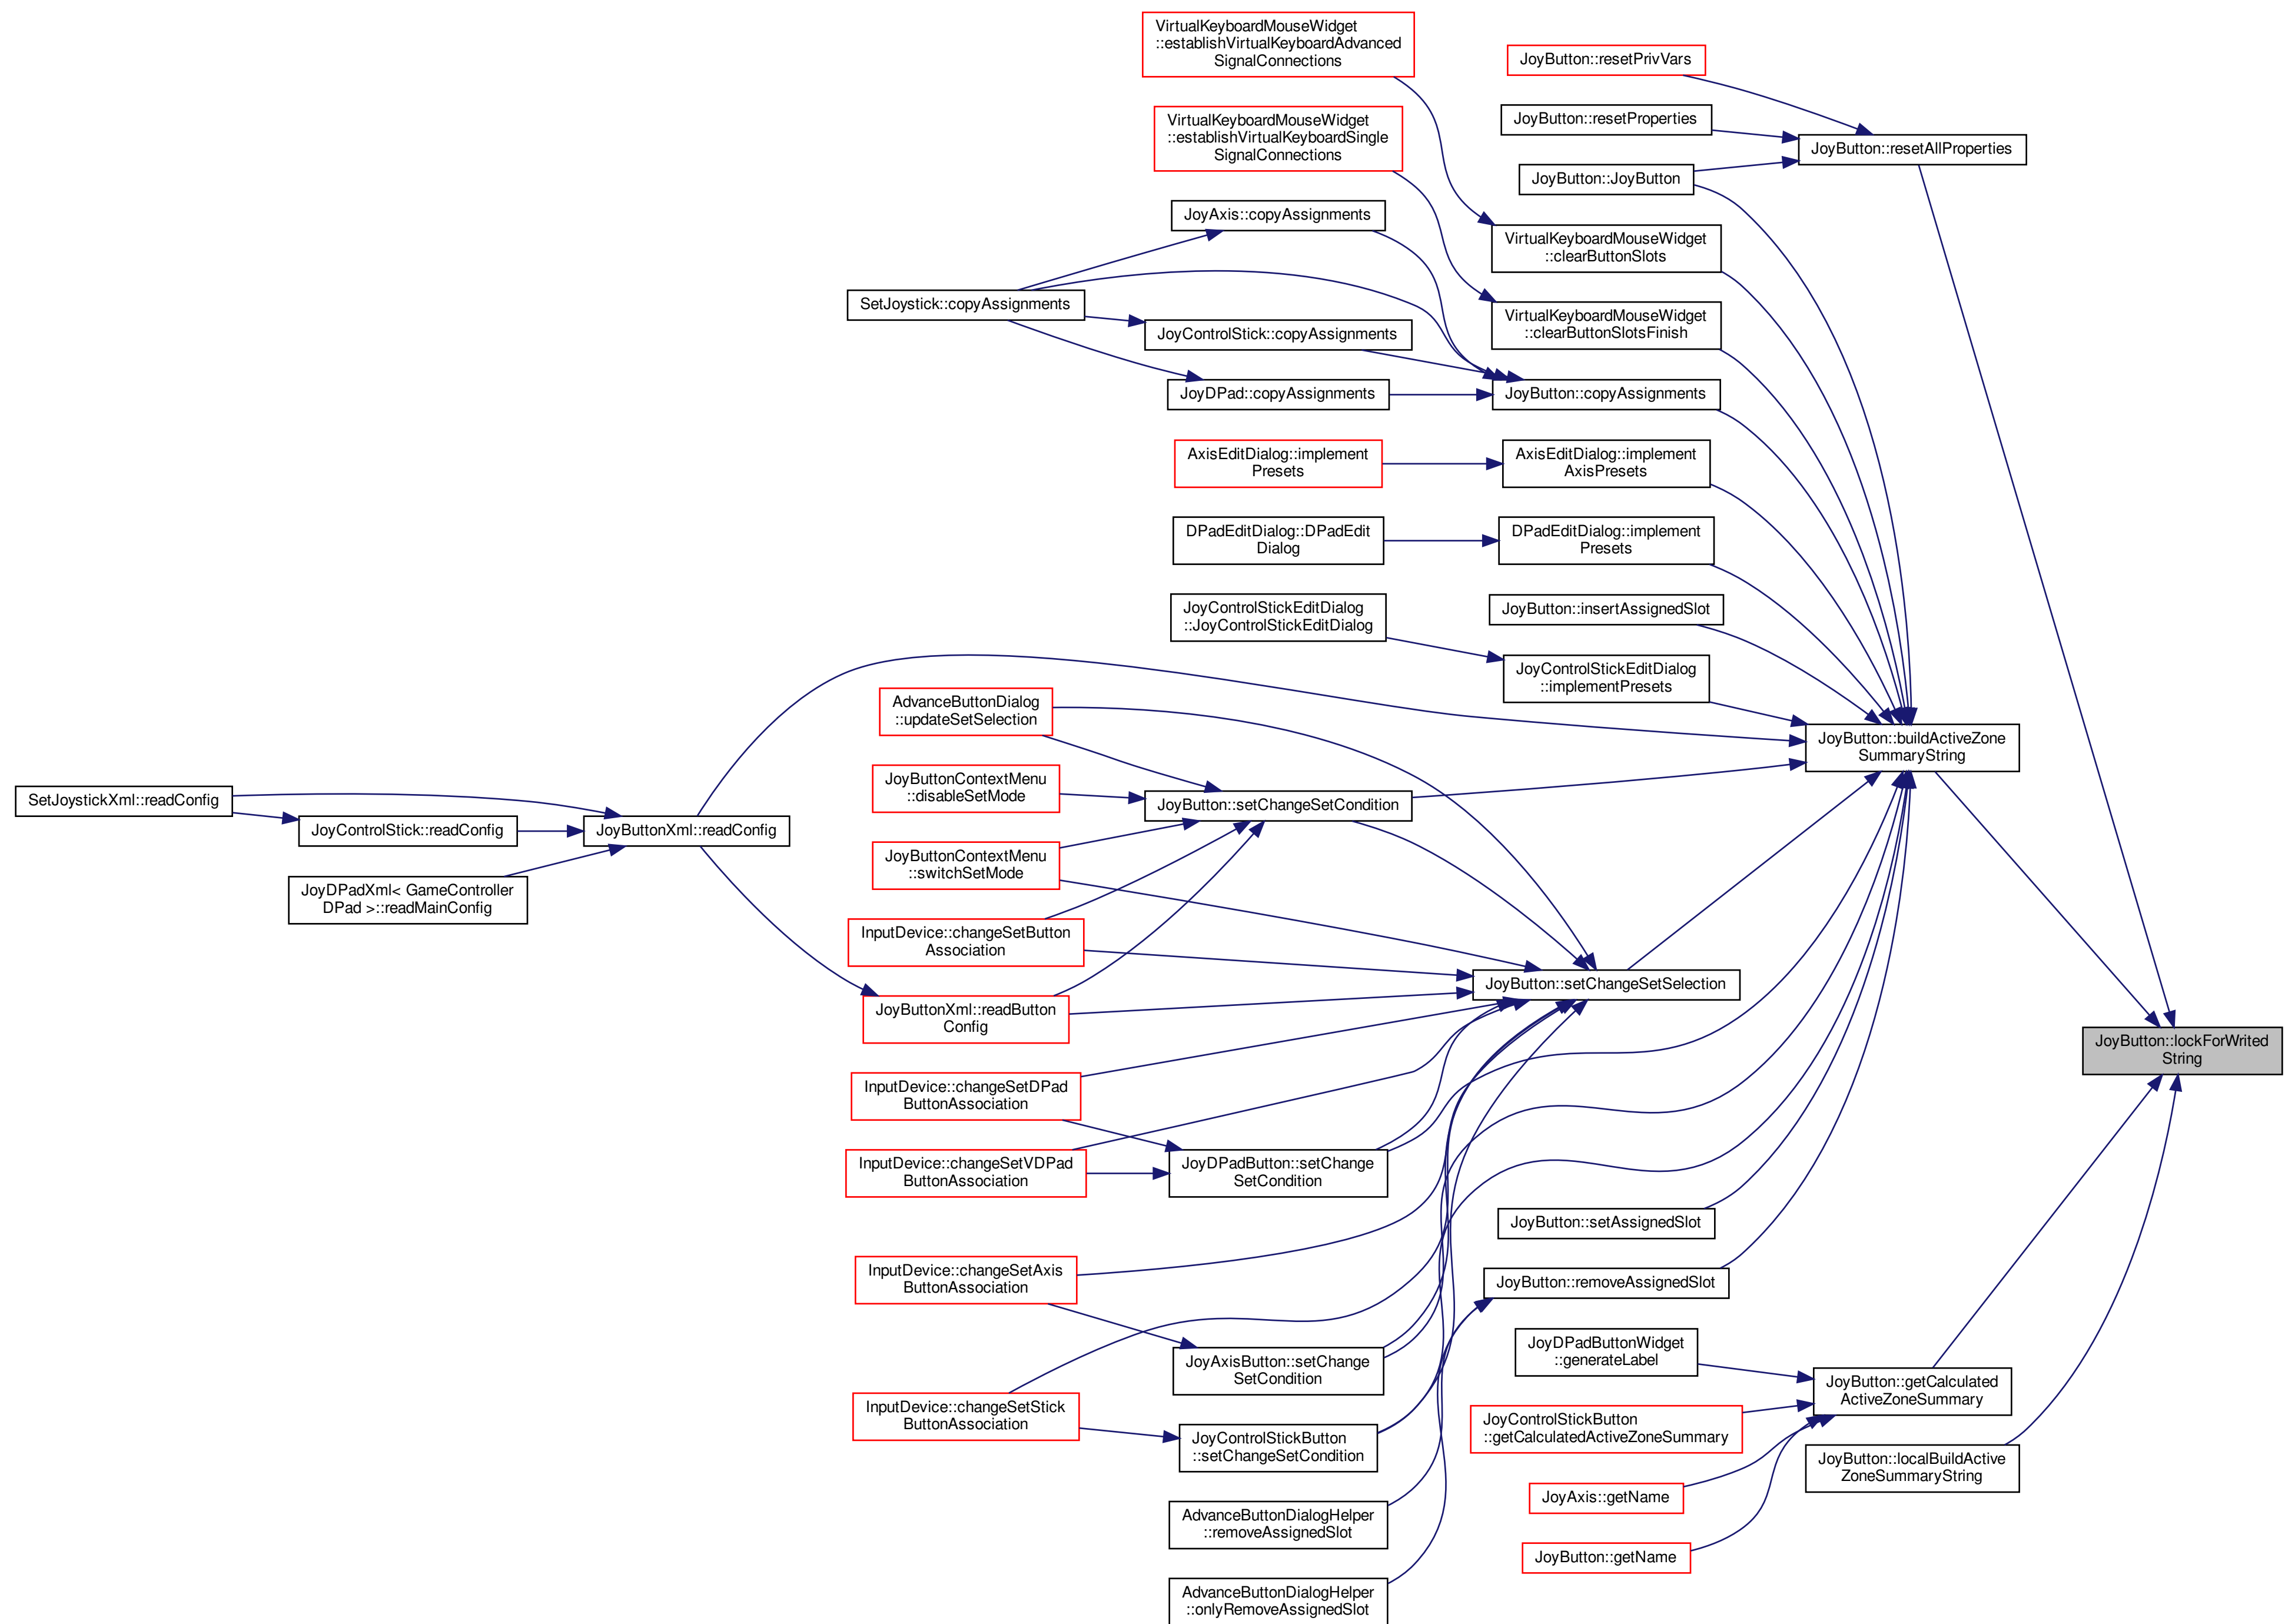 VirtualKeyboardMouseWidget
::establishVirtualKeyboardAdvanced
SignalConnections
JoyButton::resetPrivVars
VirtualKeyboardMouseWidget
::establishVirtualKeyboardSingle
SignalConnections
JoyButton::resetProperties
JoyButton::resetAllProperties
JoyButton::JoyButton
JoyAxis::copyAssignments
VirtualKeyboardMouseWidget
::clearButtonSlots
SetJoystick::copyAssignments
JoyControlStick::copyAssignments
VirtualKeyboardMouseWidget
::clearButtonSlotsFinish
JoyDPad::copyAssignments
JoyButton::copyAssignments
AxisEditDialog::implement
Presets
AxisEditDialog::implement
AxisPresets
DPadEditDialog::DPadEdit
Dialog
DPadEditDialog::implement
Presets
JoyControlStickEditDialog
::JoyControlStickEditDialog
JoyButton::insertAssignedSlot
JoyControlStickEditDialog
::implementPresets
AdvanceButtonDialog
::updateSetSelection
JoyButton::buildActiveZone
SummaryString
JoyButtonContextMenu
::disableSetMode
JoyButton::setChangeSetCondition
SetJoystickXml::readConfig
JoyControlStick::readConfig
JoyButtonXml::readConfig
JoyButtonContextMenu
::switchSetMode
JoyDPadXml< GameController
DPad >::readMainConfig
InputDevice::changeSetButton
Association
JoyButton::setChangeSetSelection
JoyButtonXml::readButton
Config
JoyButton::lockForWrited
String
InputDevice::changeSetDPad
ButtonAssociation
InputDevice::changeSetVDPad
ButtonAssociation
JoyDPadButton::setChange
SetCondition
JoyButton::setAssignedSlot
InputDevice::changeSetAxis
ButtonAssociation
JoyButton::removeAssignedSlot
JoyAxisButton::setChange
SetCondition
JoyDPadButtonWidget
::generateLabel
JoyButton::getCalculated
ActiveZoneSummary
InputDevice::changeSetStick
ButtonAssociation
JoyControlStickButton
::getCalculatedActiveZoneSummary
JoyControlStickButton
::setChangeSetCondition
JoyButton::localBuildActive
ZoneSummaryString
JoyAxis::getName
AdvanceButtonDialogHelper
::removeAssignedSlot
JoyButton::getName
AdvanceButtonDialogHelper
::onlyRemoveAssignedSlot